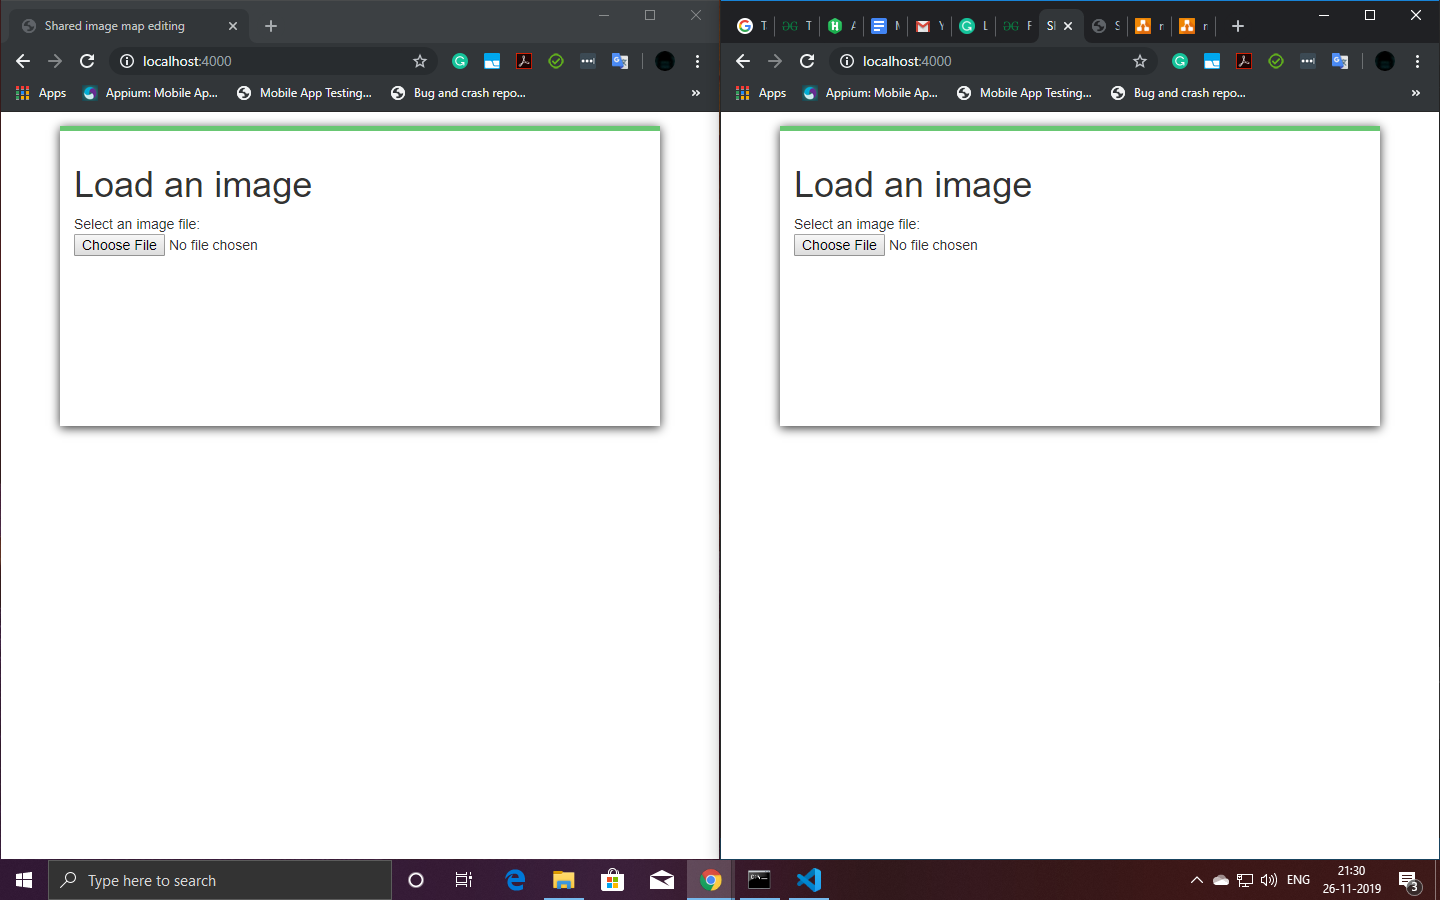 Shared image map editing
localhost:4000
Apps
Appium: Mobile Ap...
Mobile App Testing...
Bug and crash repo...
»
Load an image
Select an image file:
Choose File No file chosen
localhost:4000
Apps
Appium: Mobile Ap...
Mobile App Testing...
Bug and crash repo...
»
Load an image
Select an image file:
Choose File No file chosen
Type here to search
ENG
21:30
26-11-2019
3